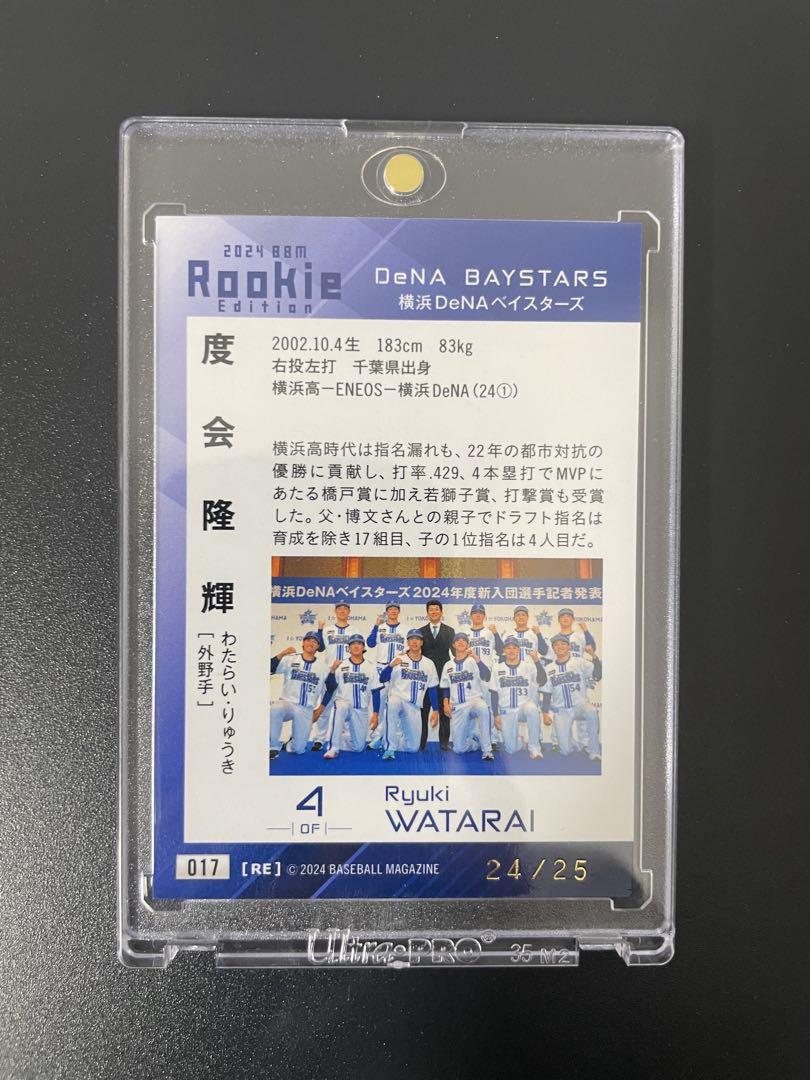 2024 BBM
Rookie
Edition
DeNA BAYSTARS
横浜DeNAベイスターズ
度会隆輝
わたらい・りゅうき
[外野手]
2002.10.4生 183cm 83kg
右投左打 千葉県出身
横浜高－ENEOS－横浜DeNA(24①)
横浜高時代は指名漏れも、22年の都市対抗の
優勝に貢献し、打率.429、4本塁打でMVPに
あたる橋戸賞に加え若獅子賞、打撃賞も受賞
した。父・博文さんとの親子でドラフト指名は
育成を除き17組目、子の1位指名は4人目だ。
横浜DeNAベイスターズ2024年度新入団選手記者発表
4
OF
Ryuki
WATARAI
017 [RE] © 2024 BASEBALL MAGAZINE 24/25
Ultra•PRO® 35 M2